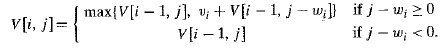 V[i, j] = { max{V[i − 1, j], v_i + V[i − 1, j − w_i]} if j − w_i ≥ 0
V[i − 1, j] if j − w_i < 0.